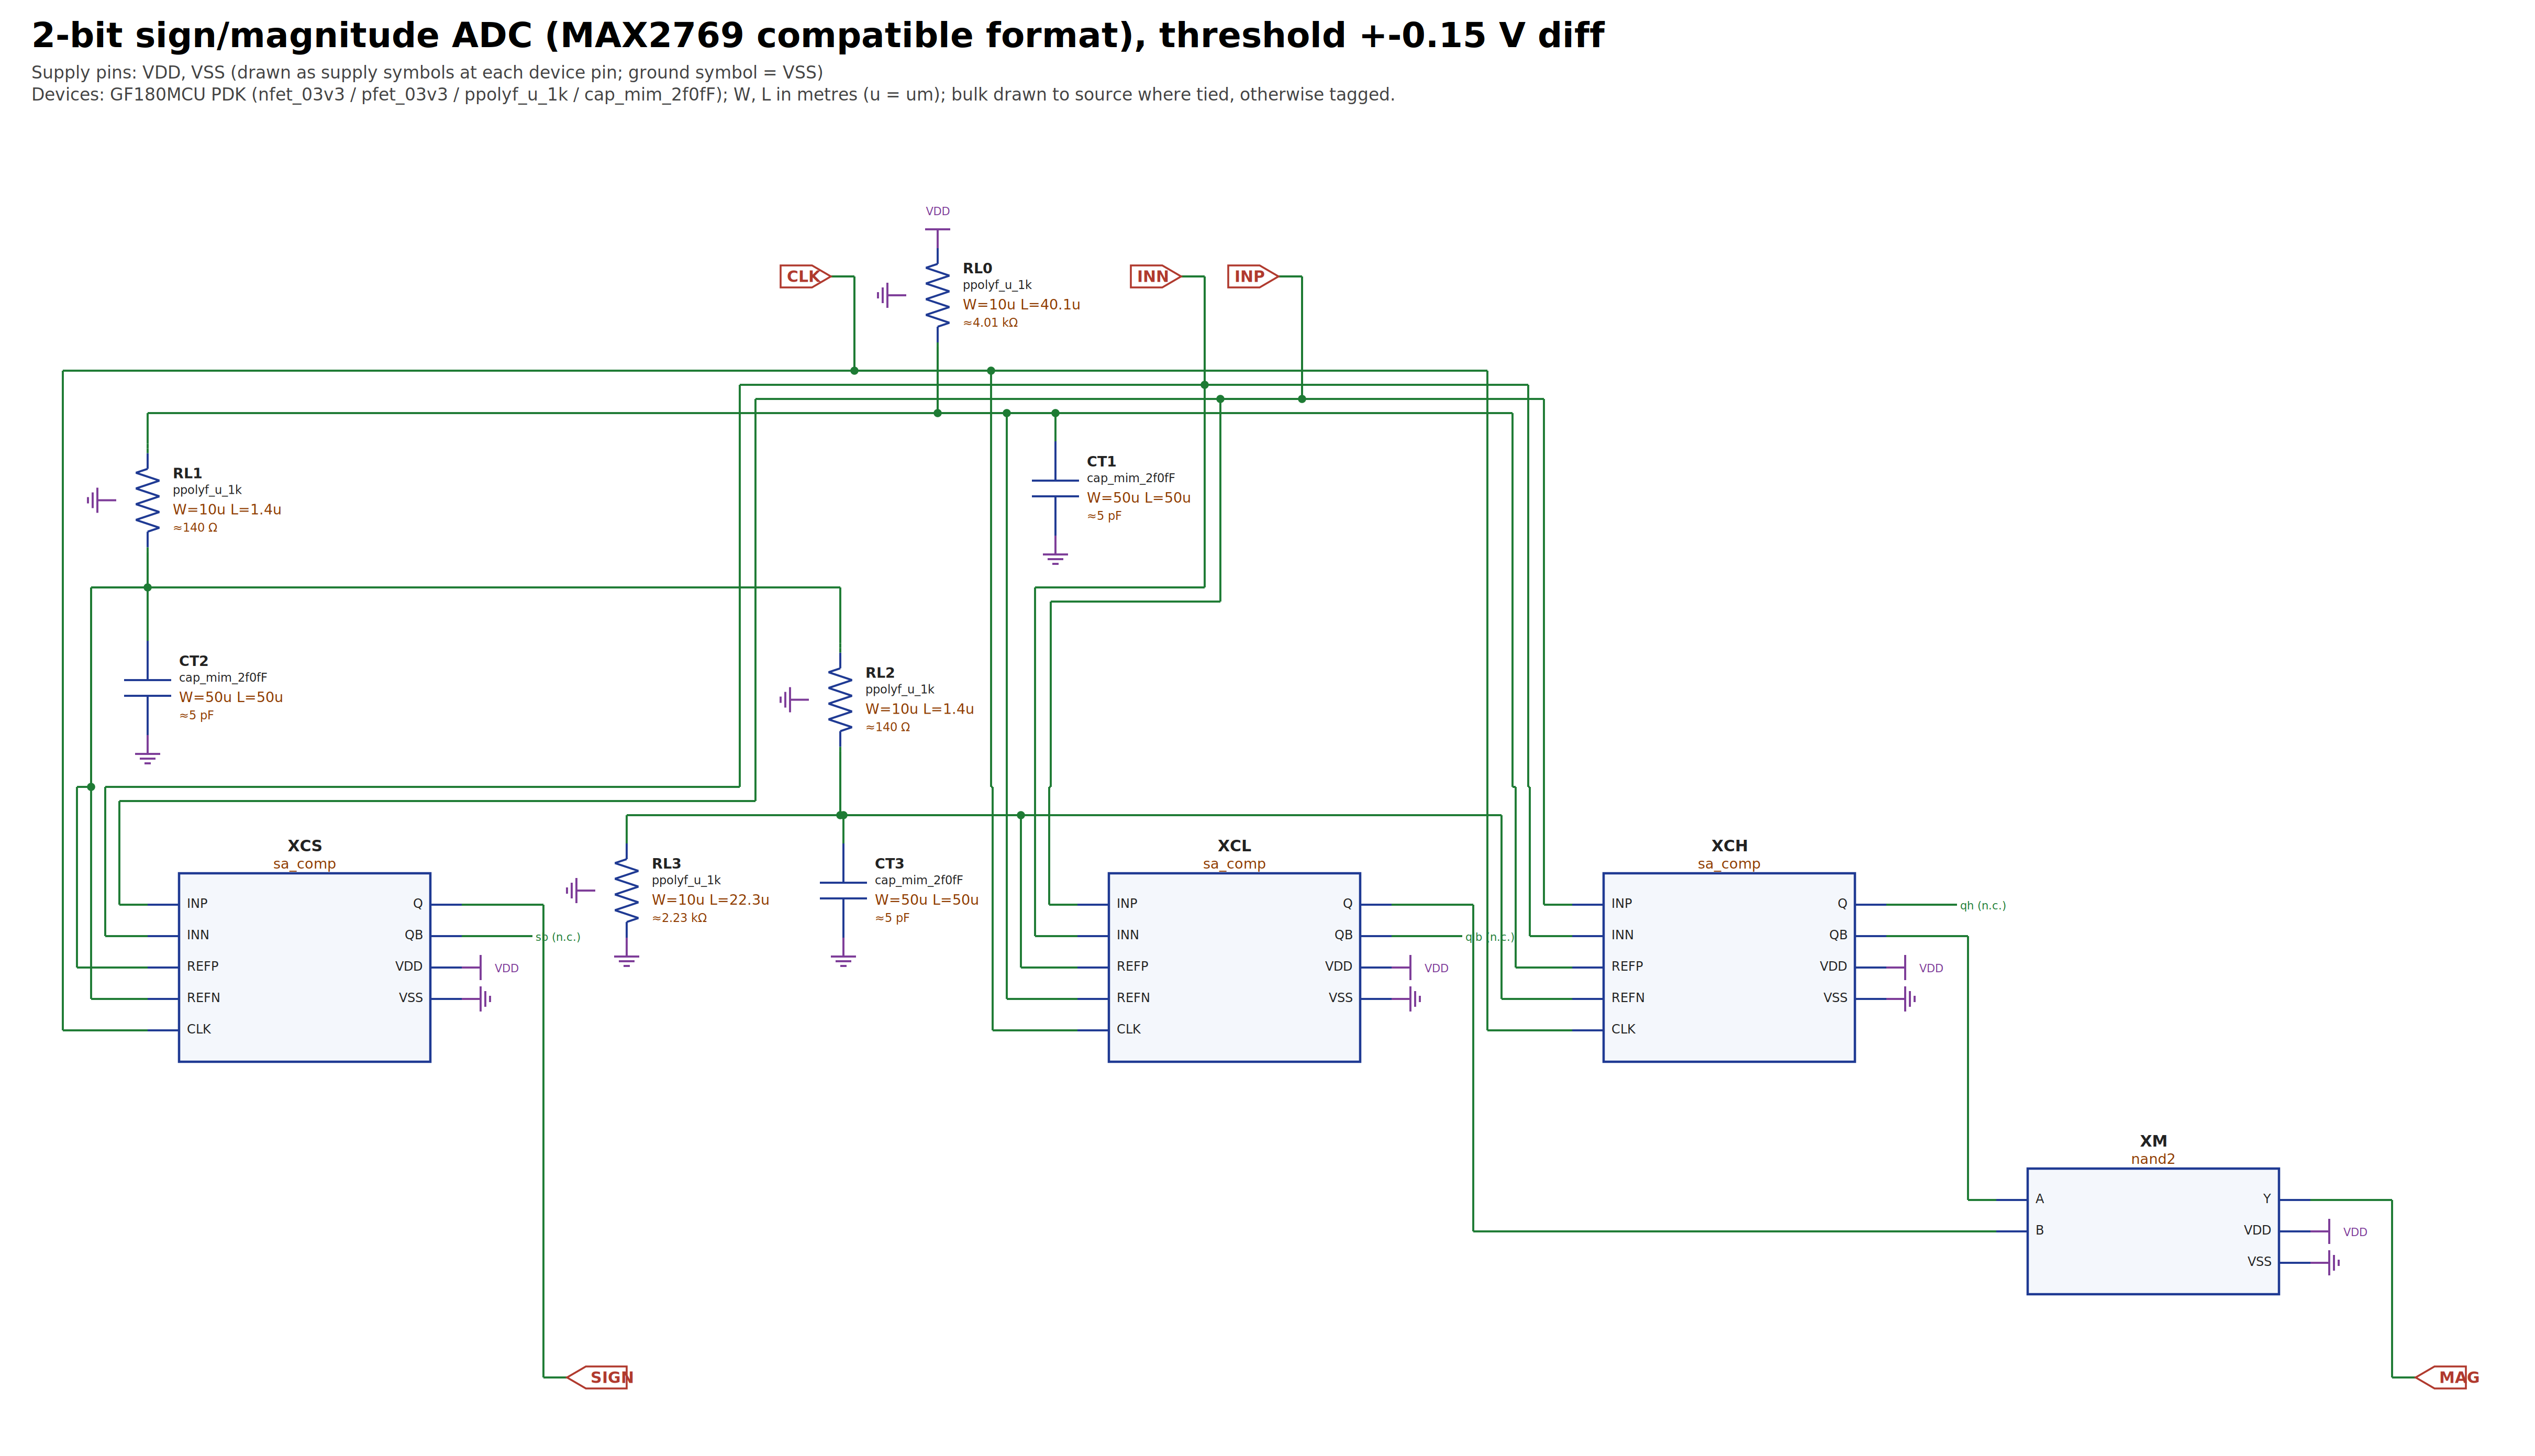 2-bit sign/magnitude ADC (MAX2769 compatible format), threshold +-0.15 V diff
Supply pins: VDD, VSS (drawn as supply symbols at each device pin; ground symbol = VSS)
Devices: GF180MCU PDK (nfet_03v3 / pfet_03v3 / ppolyf_u_1k / cap_mim_2f0fF); W, L in metres (u = um); bulk drawn to source where tied, otherwise tagged.
VDD
CLK
RL0
ppolyf_u_1k
W=10u L=40.1u
≈4.01 kΩ
INN
INP
RL1
ppolyf_u_1k
W=10u L=1.4u
≈140 Ω
CT1
cap_mim_2f0fF
W=50u L=50u
≈5 pF
CT2
cap_mim_2f0fF
W=50u L=50u
≈5 pF
RL2
ppolyf_u_1k
W=10u L=1.4u
≈140 Ω
XCS
sa_comp
INP
INN
REFP
REFN
CLK
Q
QB
VDD
VSS
sb (n.c.)
VDD
RL3
ppolyf_u_1k
W=10u L=22.3u
≈2.23 kΩ
CT3
cap_mim_2f0fF
W=50u L=50u
≈5 pF
XCL
sa_comp
INP
INN
REFP
REFN
CLK
Q
QB
VDD
VSS
qlb (n.c.)
VDD
XCH
sa_comp
INP
INN
REFP
REFN
CLK
Q
QB
VDD
VSS
qh (n.c.)
VDD
XM
nand2
A
B
Y
VDD
VSS
VDD
SIGN
MAG